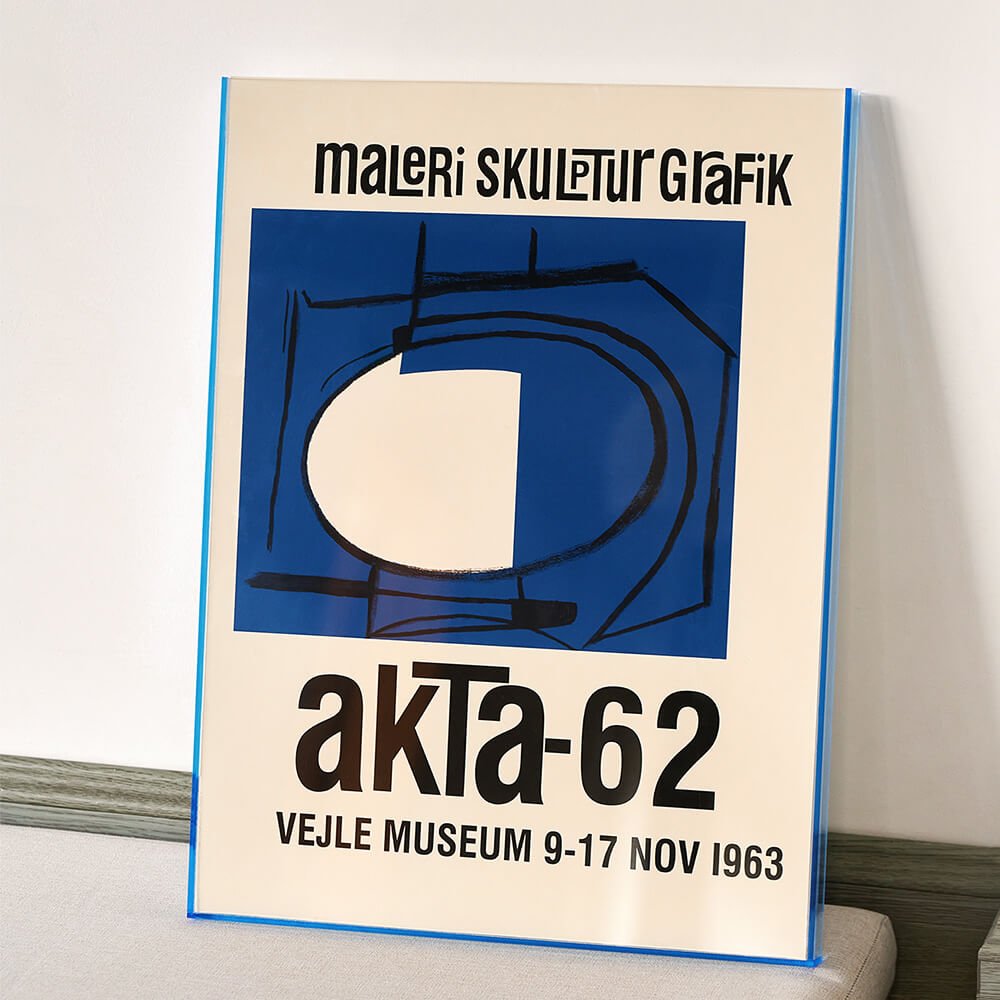 maLeRi SKULPTUr GraFiK
akTa-62
VEJLE MUSEUM 9-17 NOV 1963